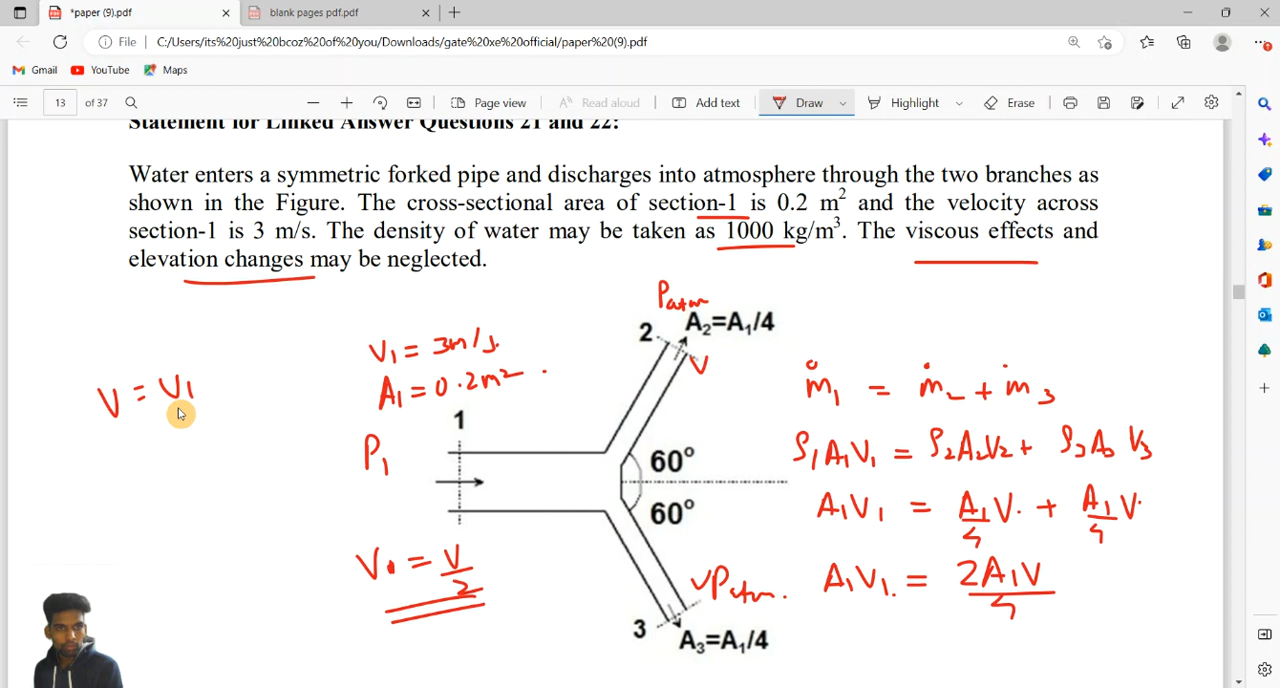 *paper (9).pdf
blank pages pdf.pdf
File
C:/Users/its%20just%20bcoz%20of%20you/Downloads/gate%20xe%20official/paper%20(9).pdf
Gmail
YouTube
Maps
13 of 37
Page view
Read aloud
Add text
Draw
Highlight
Erase
Statement for Linked Answer Questions 21 and 22:
Water enters a symmetric forked pipe and discharges into atmosphere through the two branches as
shown in the Figure. The cross-sectional area of section-1 is 0.2 m² and the velocity across
section-1 is 3 m/s. The density of water may be taken as 1000 kg/m³. The viscous effects and
elevation changes may be neglected.
Patm
2
A₂=A₁/4
V
V₁ = 3m/s.
A₁ = 0.2m²
V = V₁
1
P₁
60°
60°
V₁ = V/2
V Patm.
3
A₃=A₁/4
ṁ₁ = ṁ₂ + ṁ₃
ρ₁A₁V₁ = ρ₂A₂V₂ + ρ₃A₃V₃
A₁V₁ = A₁/4 V. + A₁/4 V.
A₁V₁. = 2A₁V/4